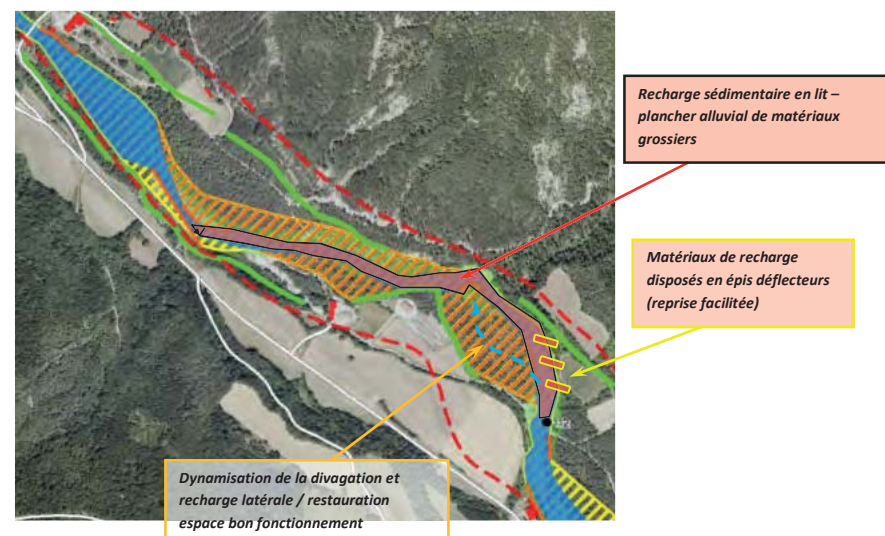 Recharge sédimentaire en lit –
plancher alluvial de matériaux
grossiers
Matériaux de recharge
disposés en épis déflecteurs
(reprise facilitée)
Dynamisation de la divagation et
recharge latérale / restauration
espace bon fonctionnement